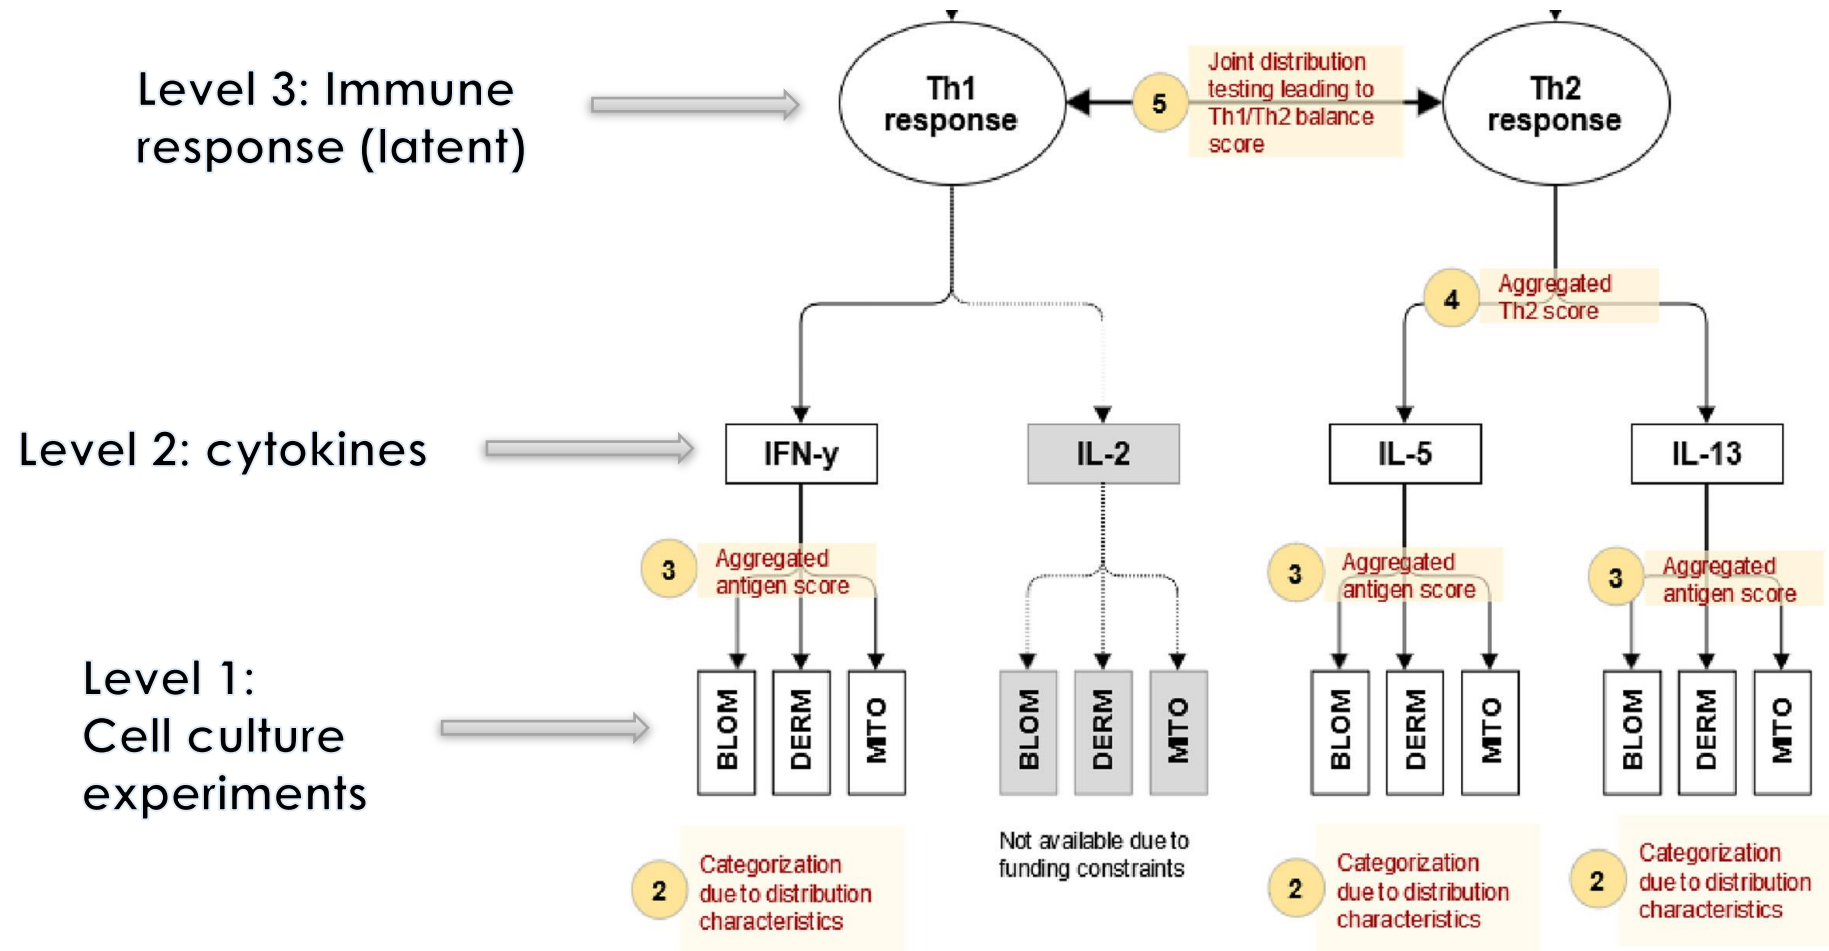 Level 3: Immune
response (latent)
Th1
response
5
Joint distribution
testing leading to
Th1/Th2 balance
score
Th2
response
4
Aggregated
Th2 score
Level 2: cytokines
IFN-y
IL-2
IL-5
IL-13
3
Aggregated
antigen score
3
Aggregated
antigen score
3
Aggregated
antigen score
Level 1:
Cell culture
experiments
BLOM
DERM
MITO
BLOM
DERM
MITO
BLOM
DERM
MITO
BLOM
DERM
MITO
2
Categorization
due to distribution
characteristics
Not available due to
funding constraints
2
Categorization
due to distribution
characteristics
2
Categorization
due to distribution
characteristics